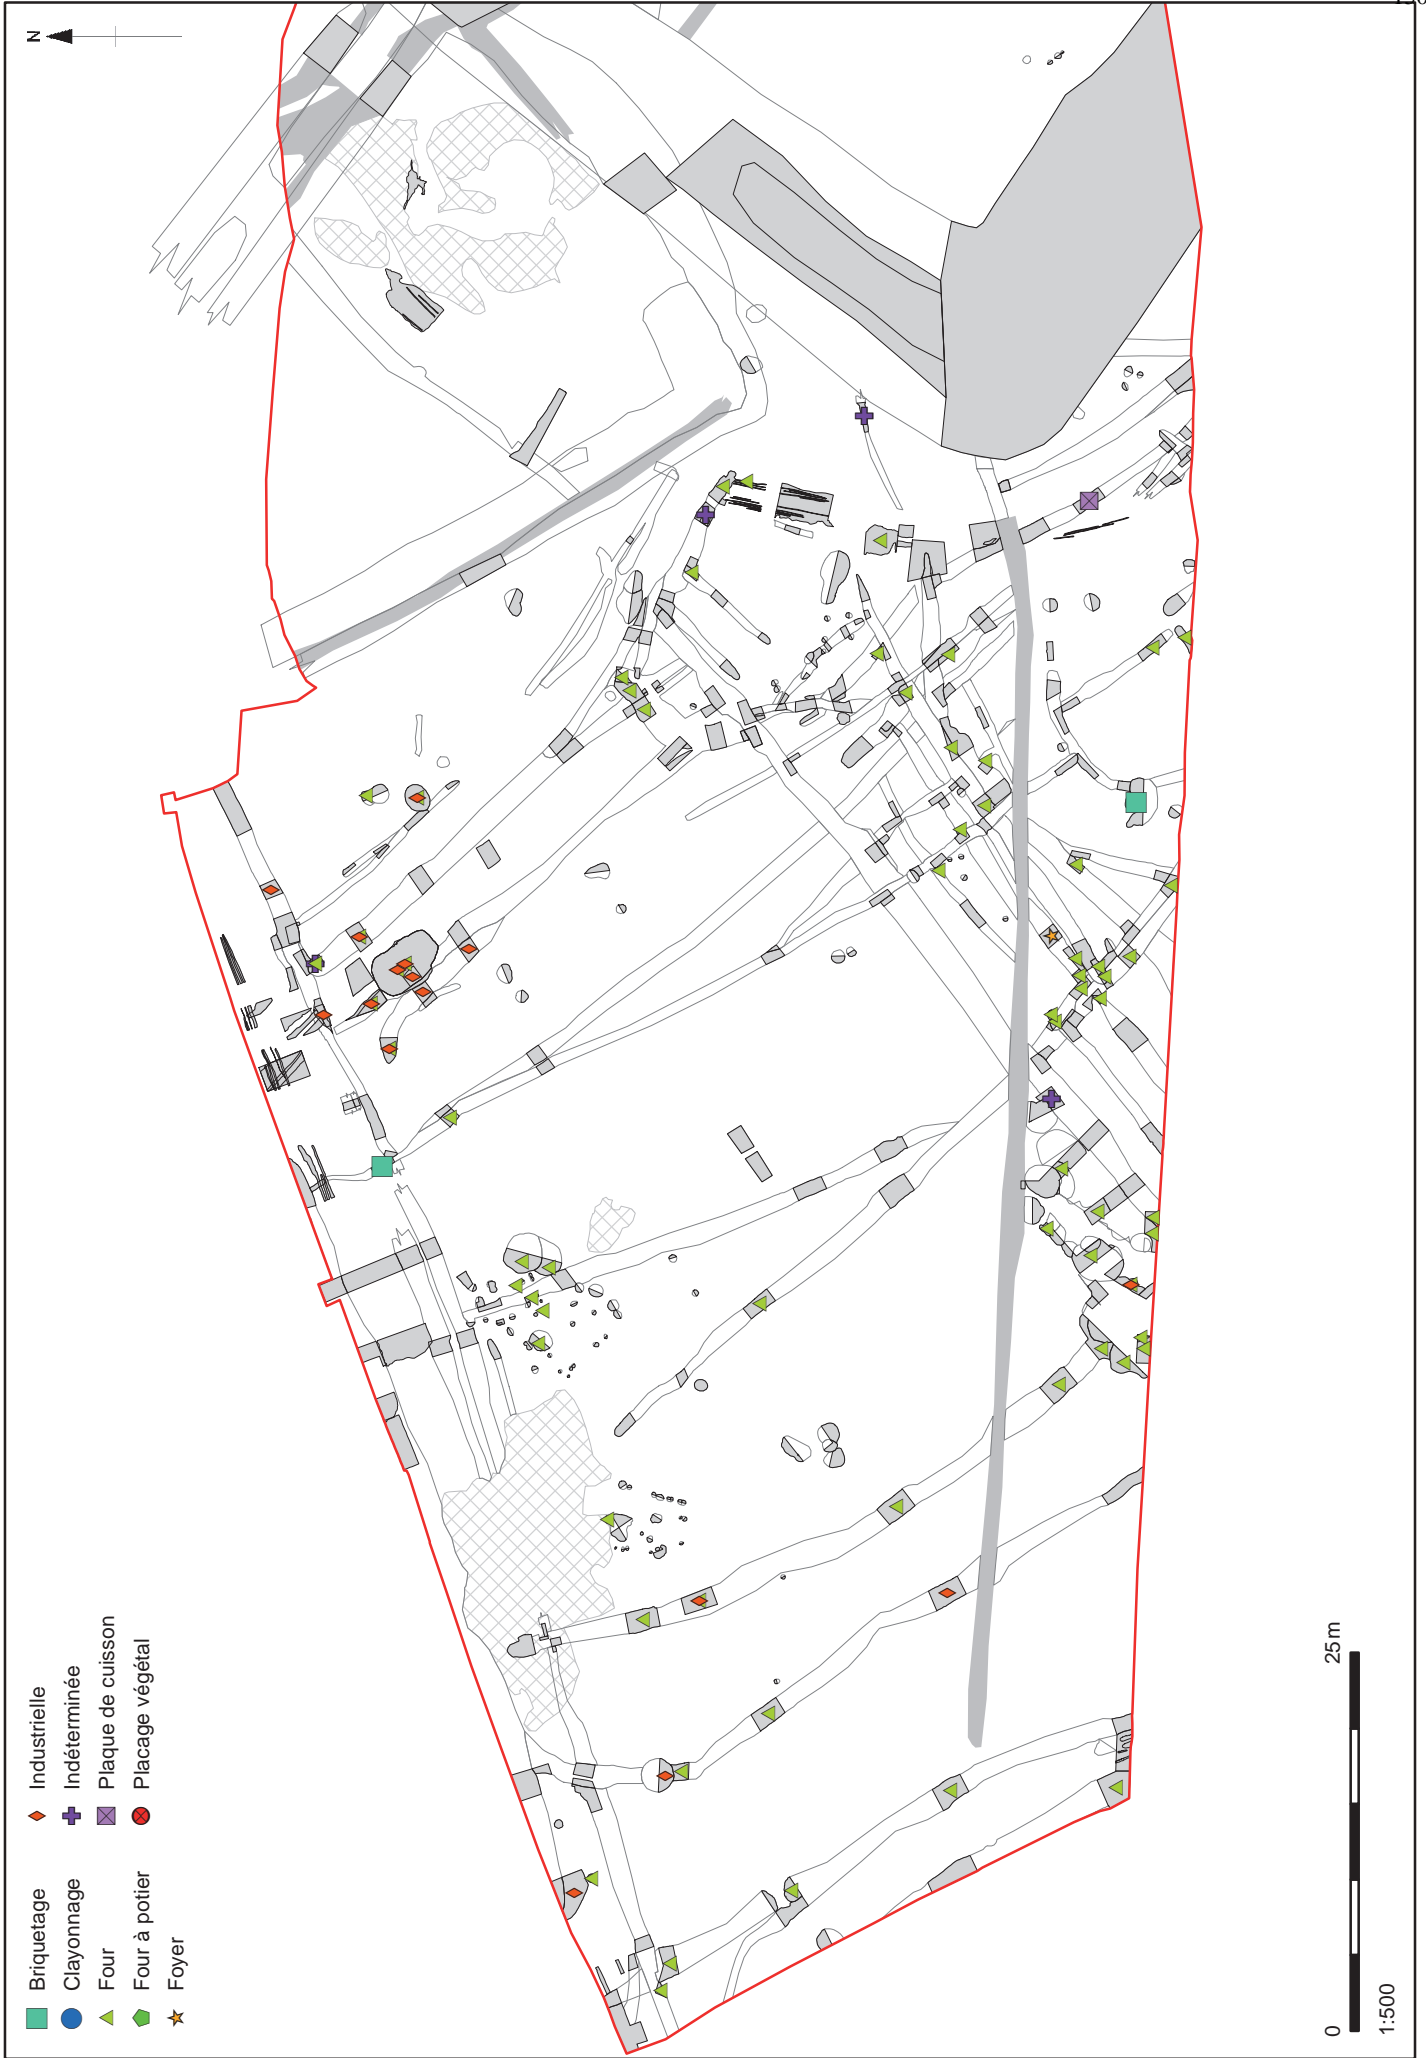 N
Briquetage
Clayonnage
Four
Four à potier
Foyer
Industrielle
Indéterminée
Plaque de cuisson
Placage végétal
0 25 m
1:500